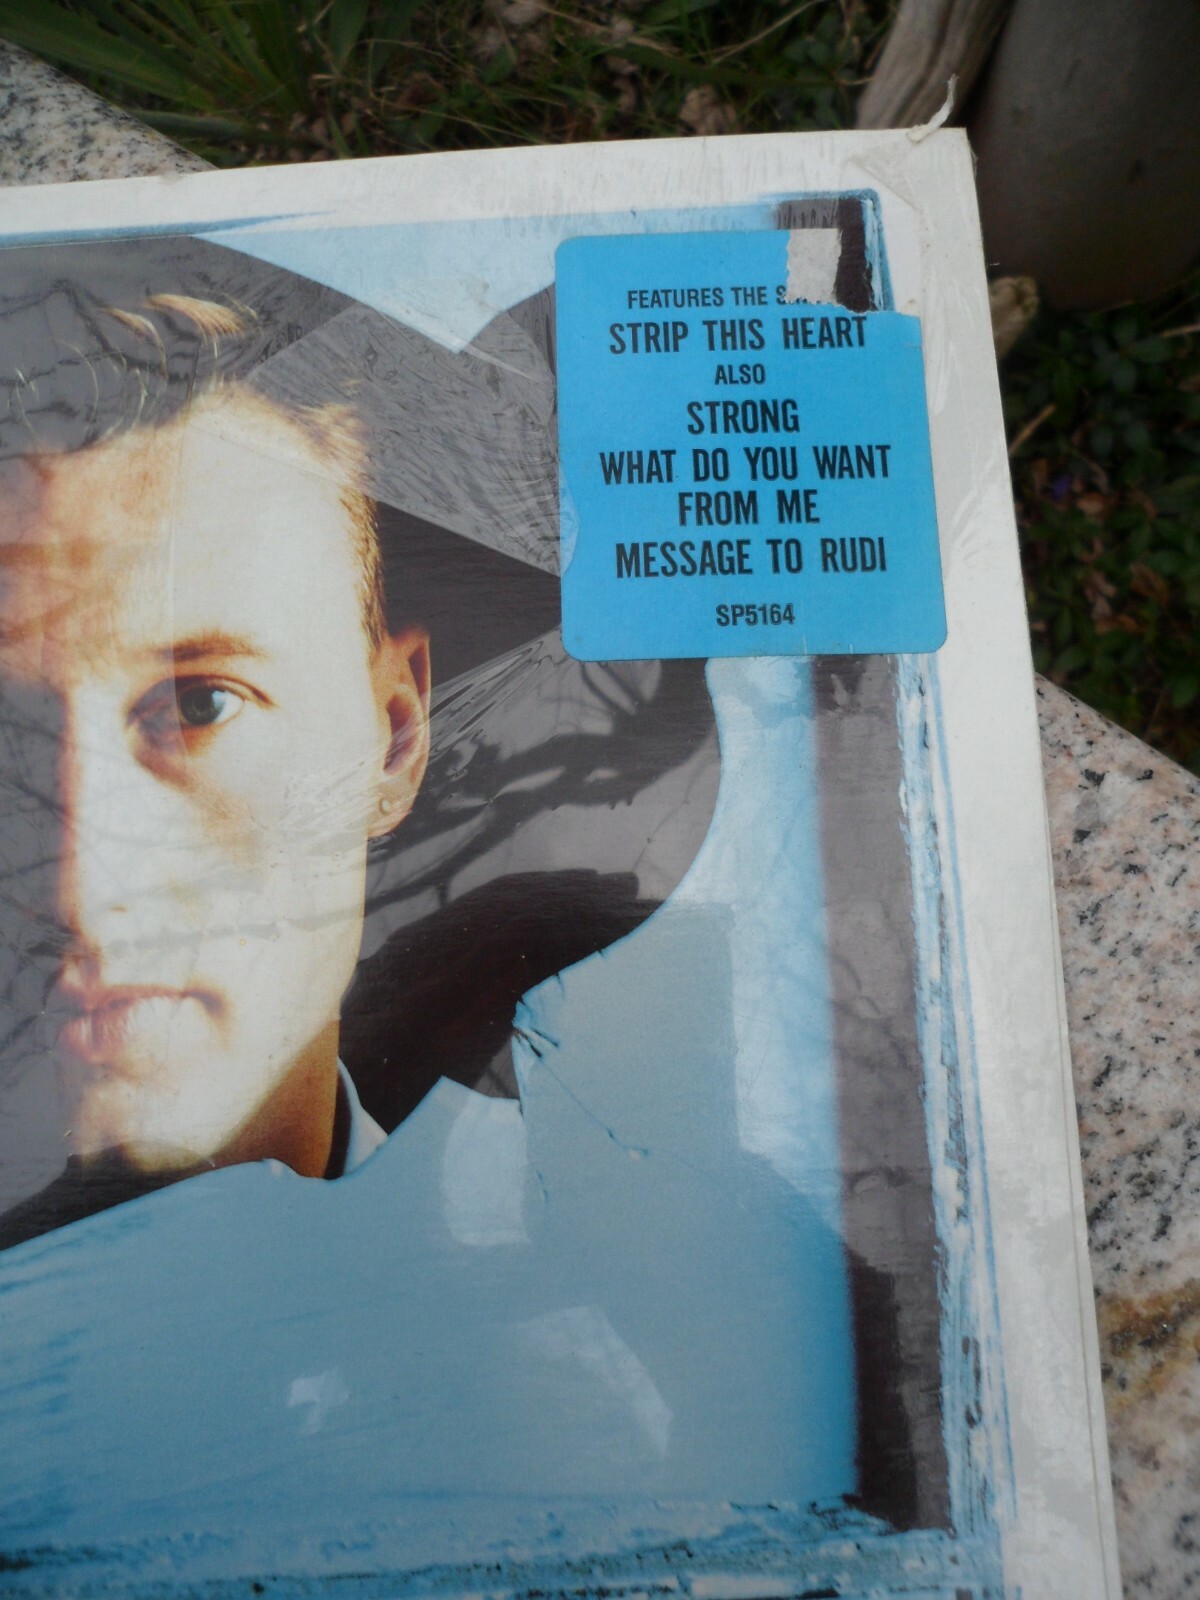 FEATURES THE
STRIP THIS HEART
ALSO
STRONG
WHAT DO YOU WANT
FROM ME
MESSAGE TO RUDI
SP5164